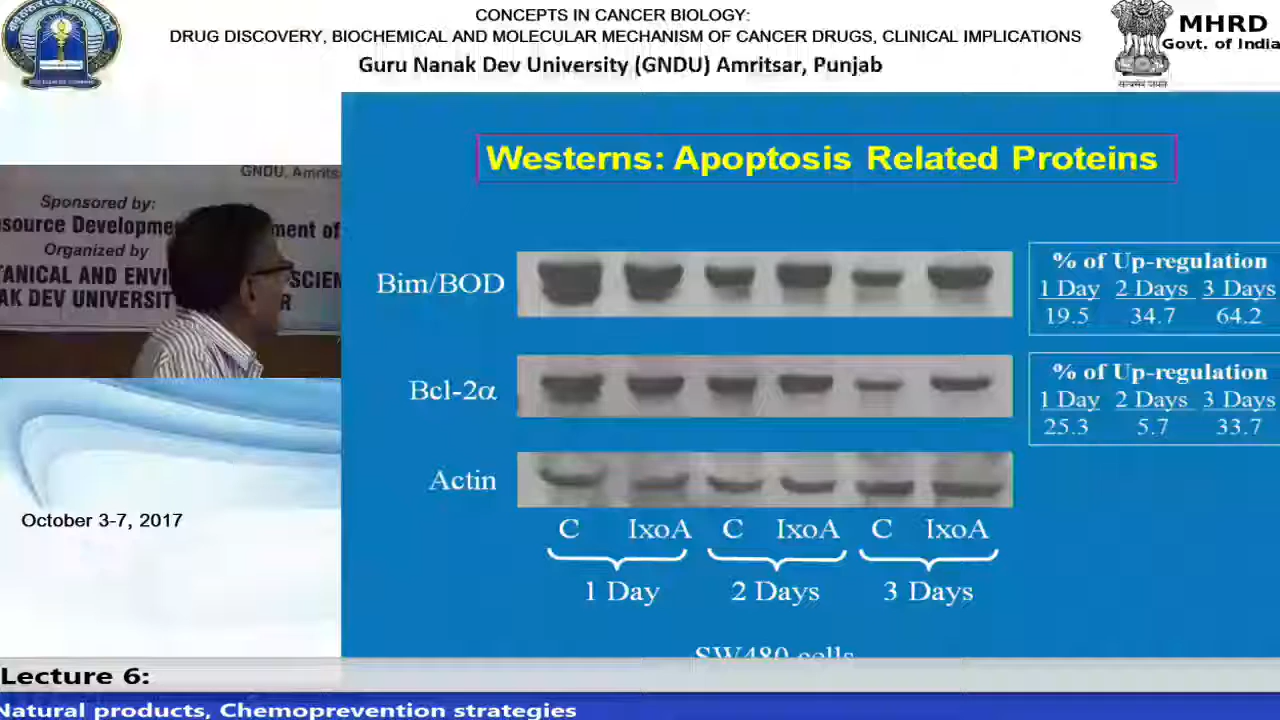 CONCEPTS IN CANCER BIOLOGY:
DRUG DISCOVERY, BIOCHEMICAL AND MOLECULAR MECHANISM OF CANCER DRUGS, CLINICAL IMPLICATIONS
Guru Nanak Dev University (GNDU) Amritsar, Punjab
MHRD
Govt. of India
GNDU, Amrits
Sponsored by:
source Developme
ment of
Organized by
TANICAL AND ENVI
SCIEN
AK DEV UNIVERSIT
R
October 3-7, 2017
Westerns: Apoptosis Related Proteins
Bim/BOD
% of Up-regulation
1 Day 2 Days 3 Days
19.5 34.7 64.2
Bcl-2α
% of Up-regulation
1 Day 2 Days 3 Days
25.3 5.7 33.7
Actin
C IxoA C IxoA C IxoA
1 Day 2 Days 3 Days
SW480 cells
Lecture 6:
Natural products, Chemoprevention strategies